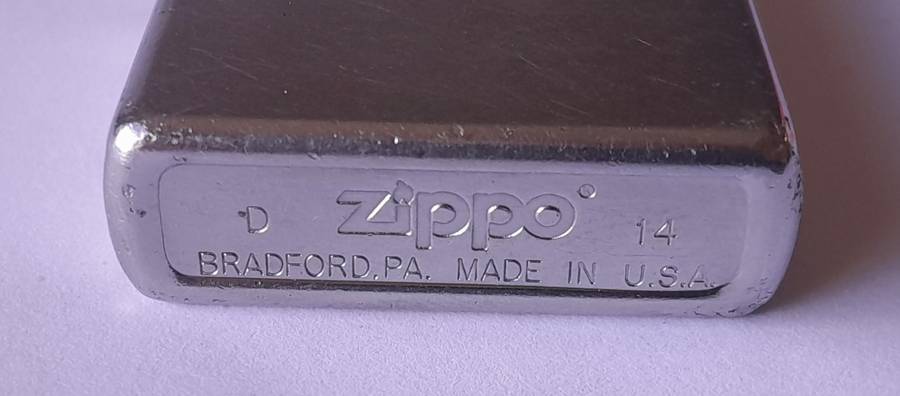 D zippo® 14
BRADFORD,PA. MADE IN U.S.A.